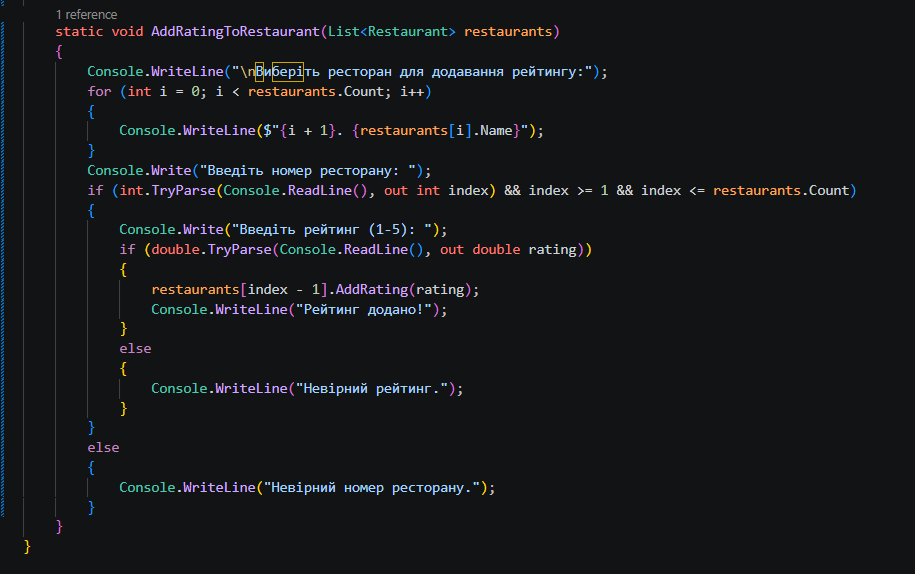 1 reference
static void AddRatingToRestaurant(List<Restaurant> restaurants)
{
Console.WriteLine("\nВиберіть ресторан для додавання рейтингу:");
for (int i = 0; i < restaurants.Count; i++)
{
Console.WriteLine($"{i + 1}. {restaurants[i].Name}");
}
Console.Write("Введіть номер ресторану: ");
if (int.TryParse(Console.ReadLine(), out int index) && index >= 1 && index <= restaurants.Count)
{
Console.Write("Введіть рейтинг (1-5): ");
if (double.TryParse(Console.ReadLine(), out double rating))
{
restaurants[index - 1].AddRating(rating);
Console.WriteLine("Рейтинг додано!");
}
else
{
Console.WriteLine("Невірний рейтинг.");
}
}
else
{
Console.WriteLine("Невірний номер ресторану.");
}
}
}